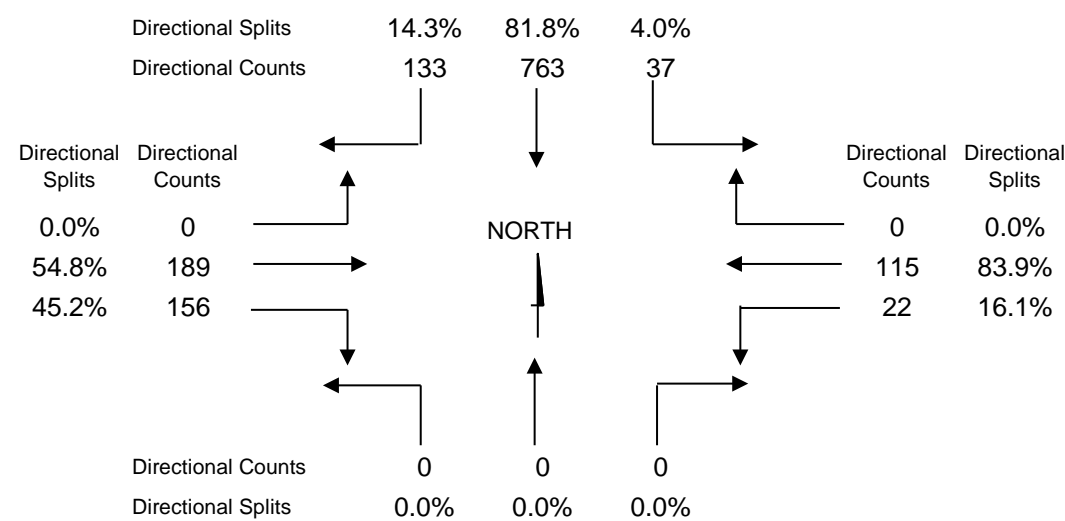 Directional Splits 14.3% 81.8% 4.0%
Directional Counts 133 763 37
Directional Directional Directional Directional
Splits Counts Counts Splits
0.0% 0 NORTH 0 0.0%
54.8% 189 115 83.9%
45.2% 156 22 16.1%
Directional Counts 0 0 0
Directional Splits 0.0% 0.0% 0.0%